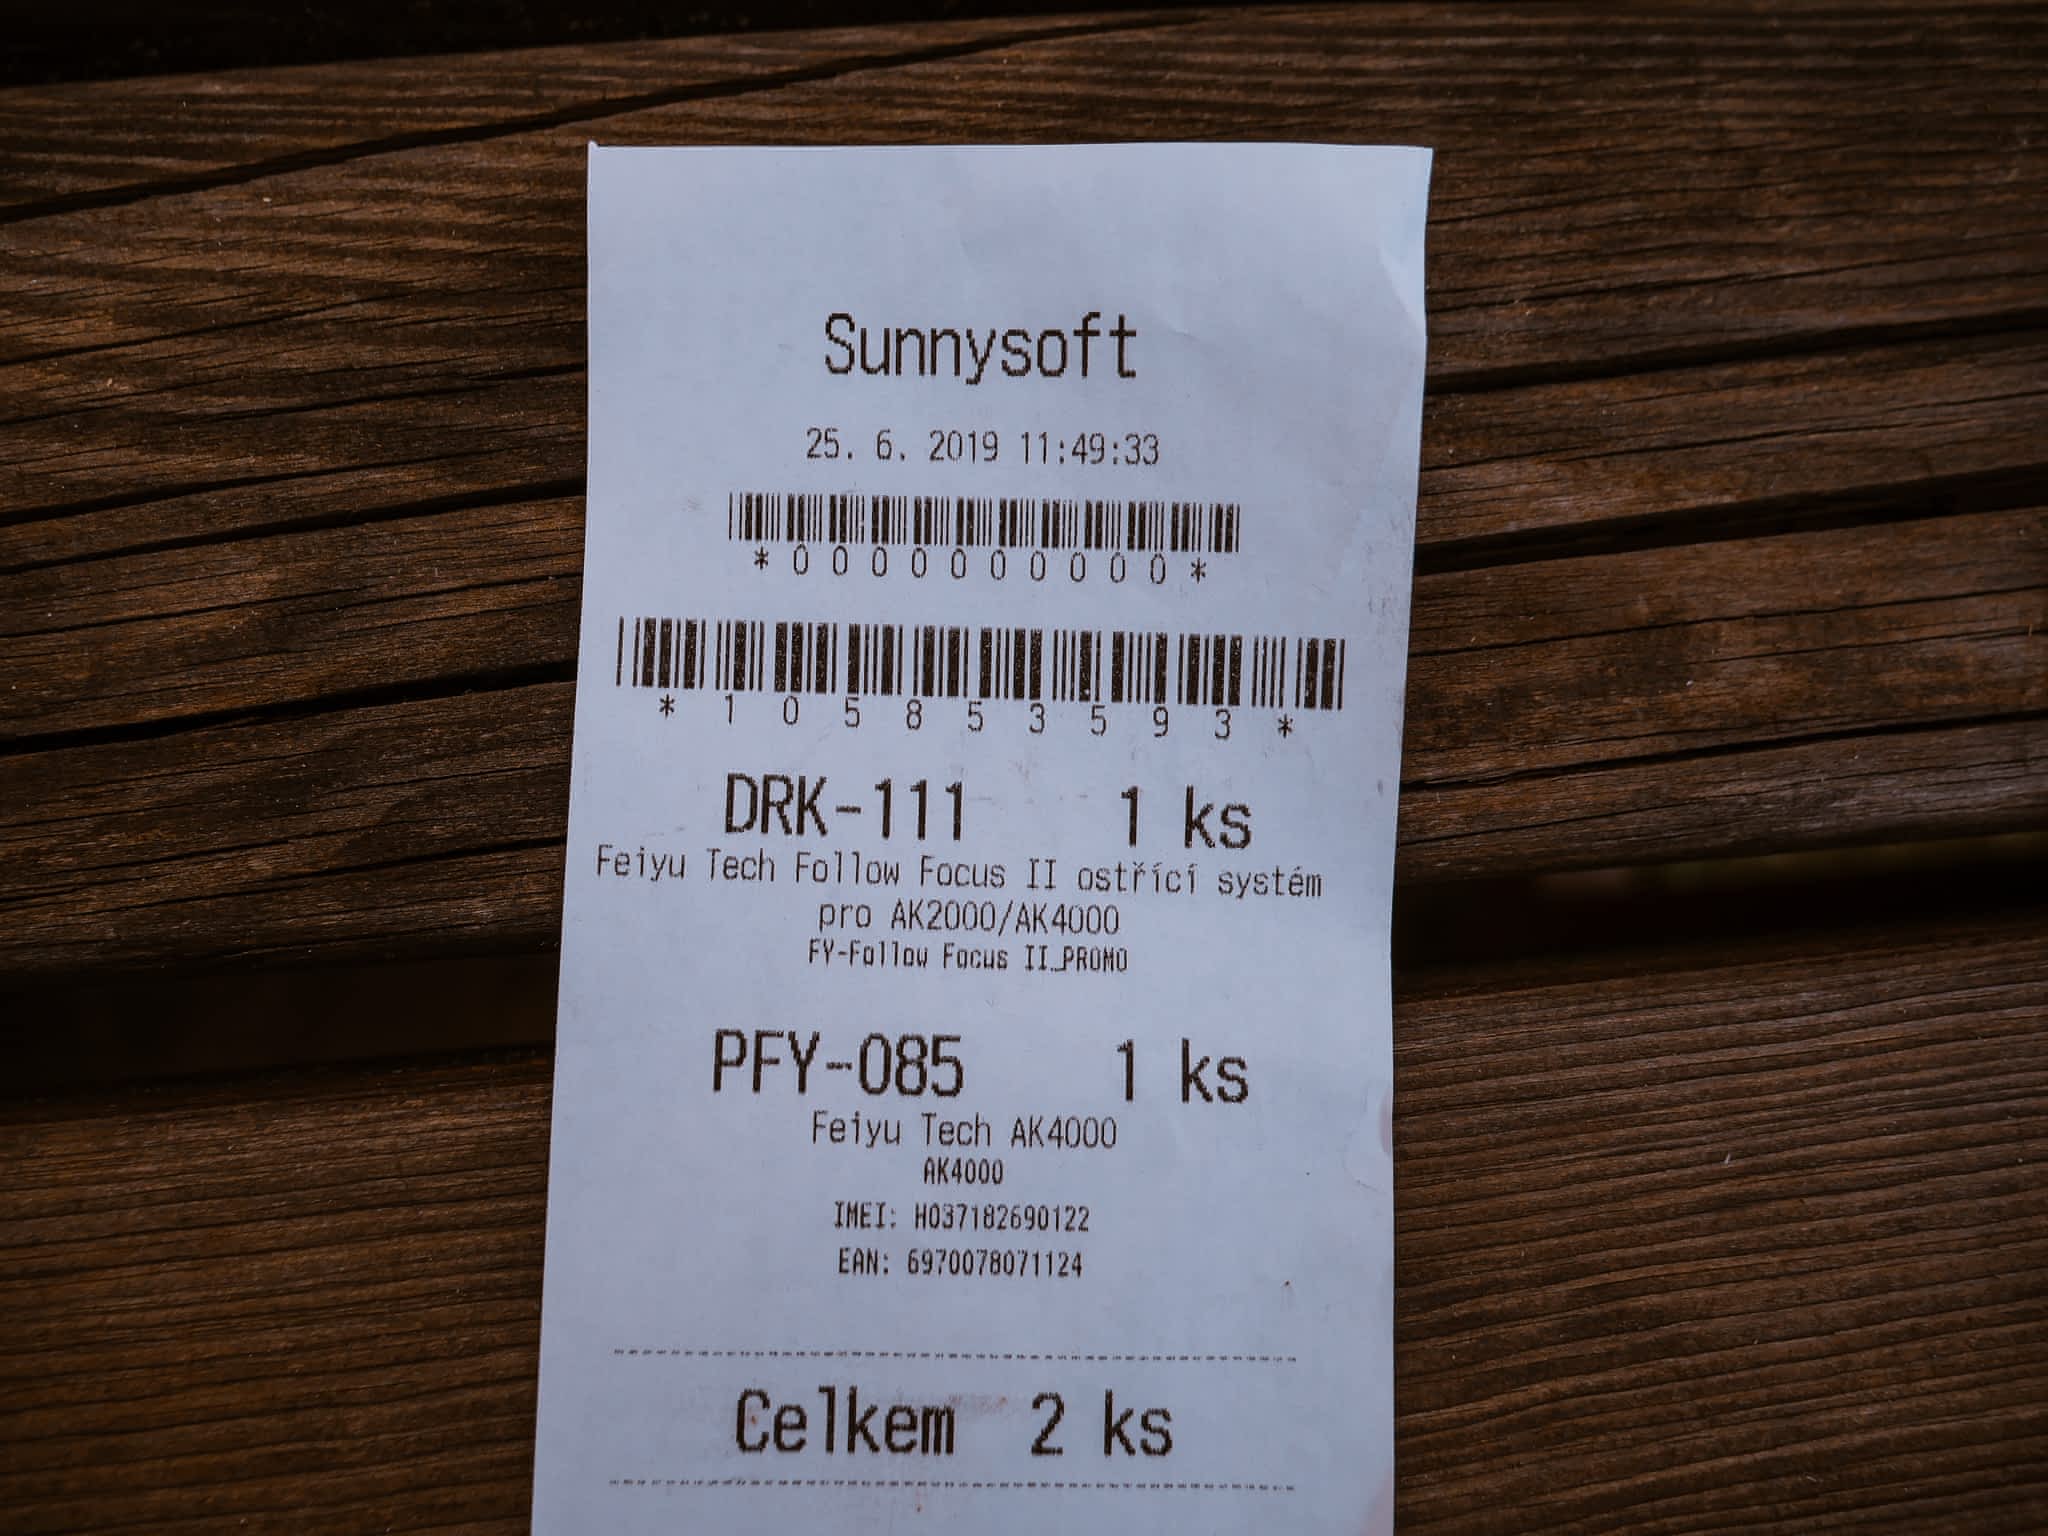 Sunnysoft
25. 6. 2019 11:49:33
*0000000000*
*105853593*
DRK-111 1 ks
Feiyu Tech Follow Focus II ostřící systém
pro AK2000/AK4000
FY-Follow Focus II_PROMO
PFY-085 1 ks
Feiyu Tech AK4000
AK4000
IMEI: H037182690122
EAN: 6970078071124
Celkem 2 ks